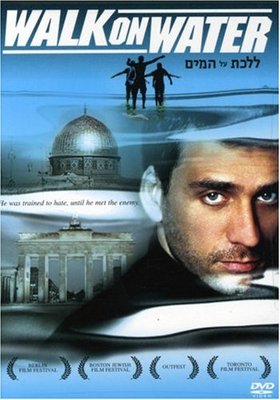 WALK ON WATER
ללכת על המים
He was trained to hate, until he met the enemy.
BERLIN
FILM FESTIVAL
BOSTON JEWISH
FILM FESTIVAL
OUTFEST
TORONTO
FILM FESTIVAL
DVD
VIDEO